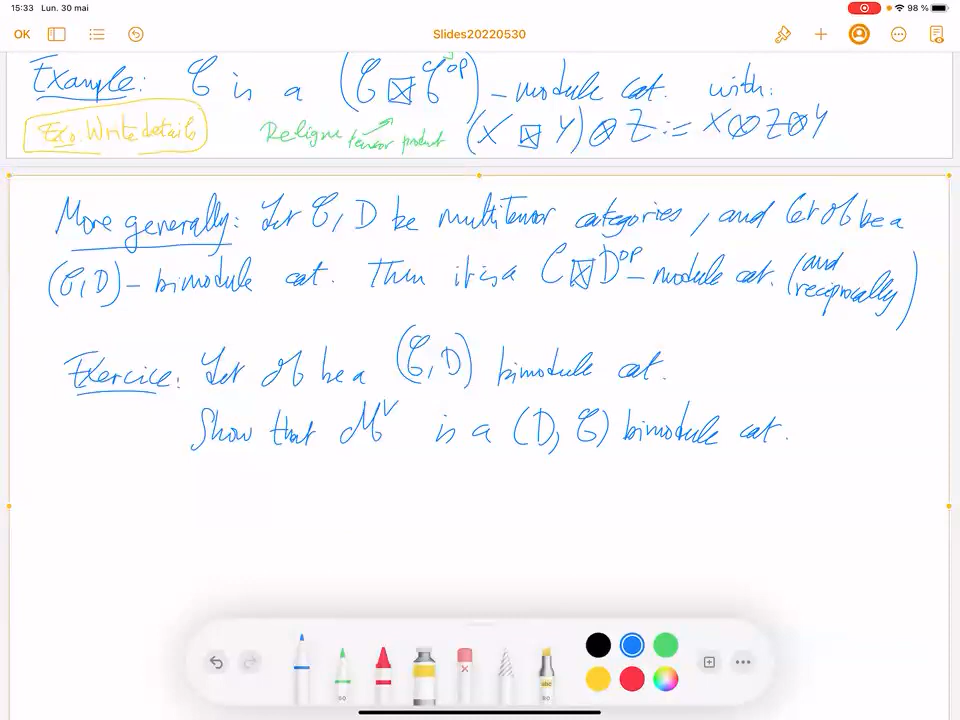 15:33 Lun. 30 mai
98 %
OK
Slides20220530
Example: C is a (C ⊠ C^op) – module cat. with:
Exo. Write details
Deligne tensor product
(X ⊠ Y) ⊗ Z := X ⊗ Z ⊗ Y
More generally: Let C, D be multitensor categories, and let M be a
(C, D) – bimodule cat. Then it is a C ⊠ D^op – module cat. (and reciprocally)
Exercice: Let M be a (C, D) bimodule cat.
Show that M^∨ is a (D, C) bimodule cat.